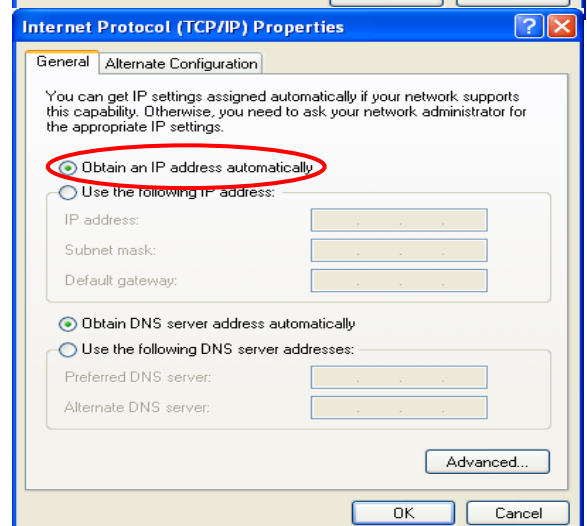 Internet Protocol (TCP/IP) Properties
General
Alternate Configuration
You can get IP settings assigned automatically if your network supports
this capability. Otherwise, you need to ask your network administrator for
the appropriate IP settings.
Obtain an IP address automatically
Use the following IP address:
IP address:
Subnet mask:
Default gateway:
Obtain DNS server address automatically
Use the following DNS server addresses:
Preferred DNS server:
Alternate DNS server:
Advanced...
OK
Cancel